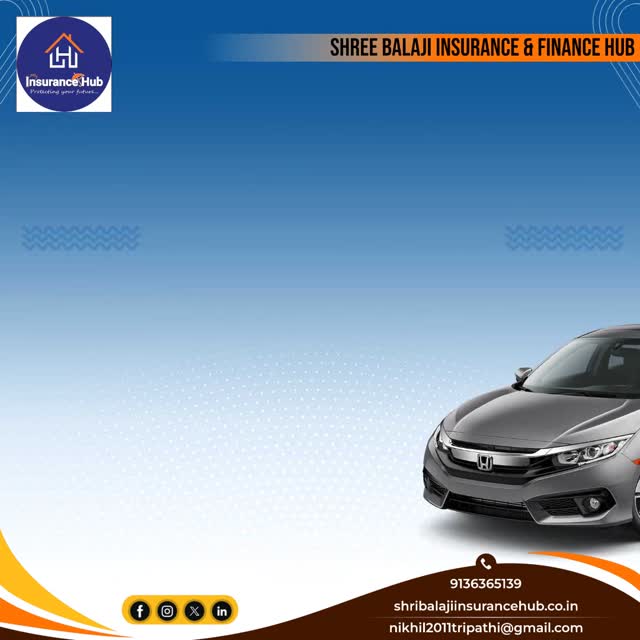 SHREE BALAJI INSURANCE & FINANCE HUB
Insurance Hub
Protecting your future...
9136365139
shribalajiinsurancehub.co.in
nikhil2011tripathi@gmail.com